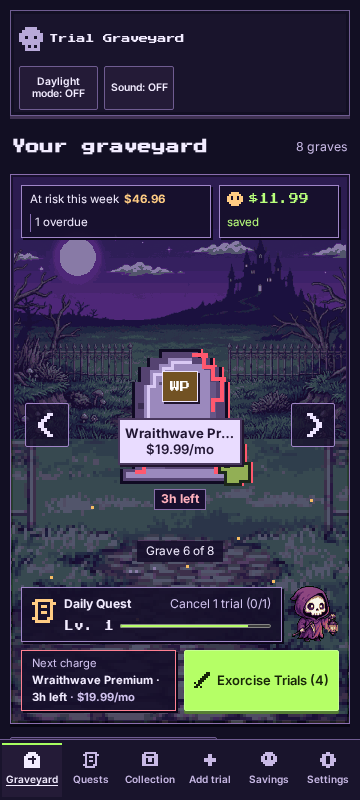 Trial Graveyard
Daylight
mode: OFF
Sound: OFF
Your graveyard
8 graves
At risk this week $46.96
1 overdue
$11.99
saved
WP
Wraithwave Pr...
$19.99/mo
3h left
Grave 6 of 8
Daily Quest
Cancel 1 trial (0/1)
Lv. 1
Next charge
Wraithwave Premium ·
3h left · $19.99/mo
Exorcise Trials (4)
Graveyard
Quests
Collection
Add trial
Savings
Settings